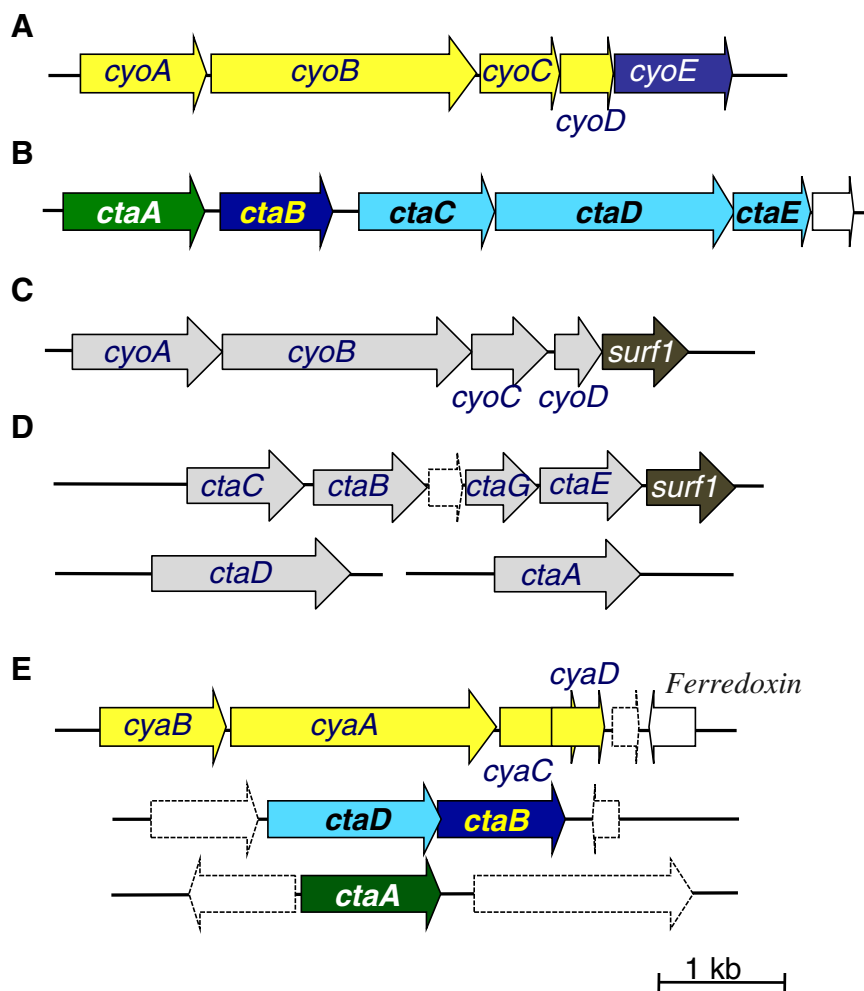 A
cyoA cyoB cyoC cyoE
cyoD
B
ctaA ctaB ctaC ctaD ctaE
C
cyoA cyoB surf1
cyoC cyoD
D
ctaC ctaB ctaG ctaE surf1
ctaD ctaA
E
cyaD Ferredoxin
cyaB cyaA
cyaC
ctaD ctaB
ctaA
1 kb